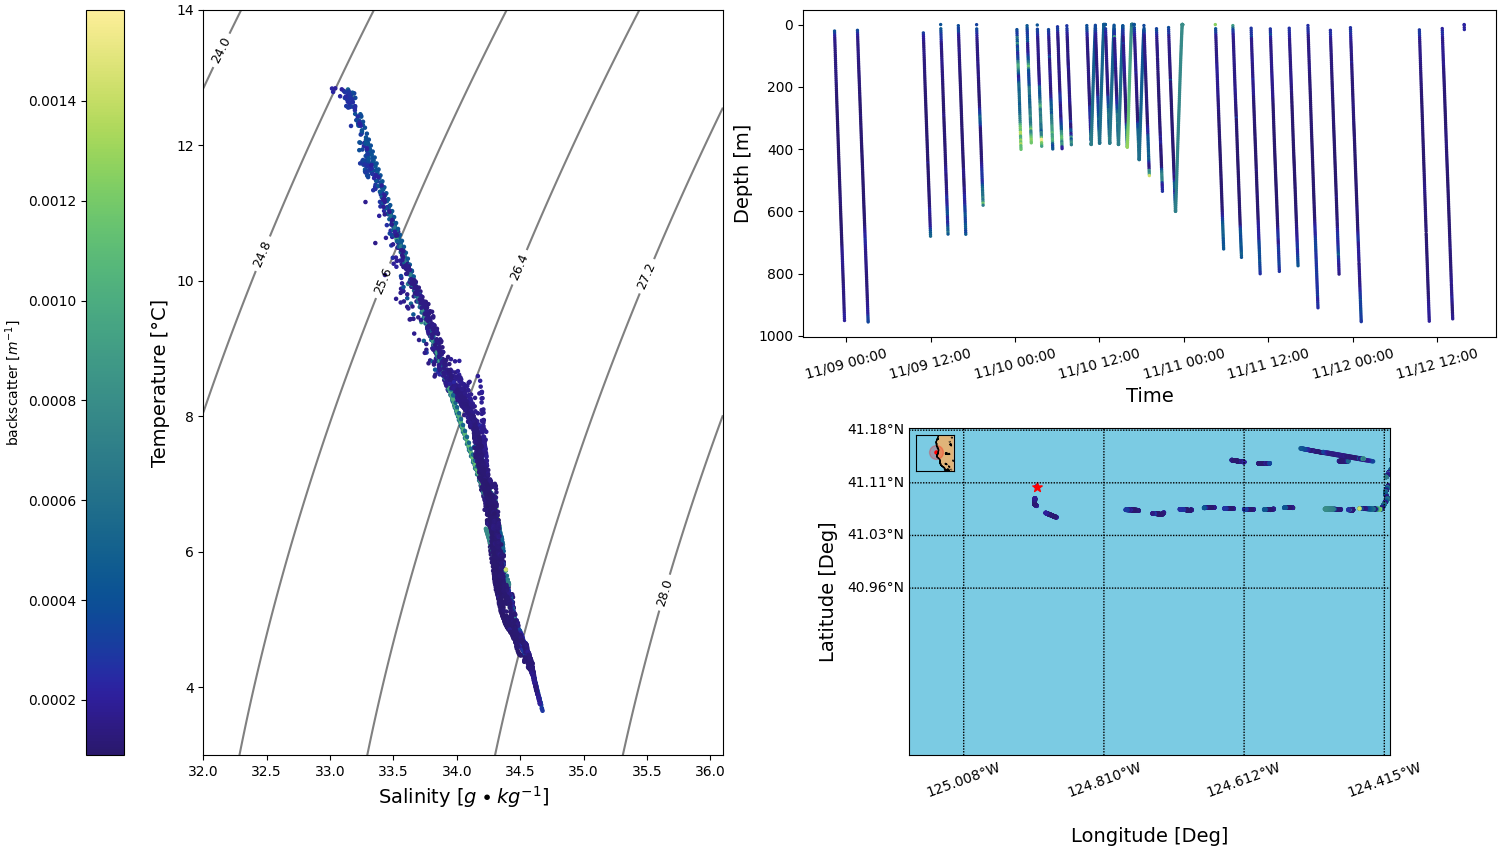 backscatter [m⁻¹]
0.0014
0.0012
0.0010
0.0008
0.0006
0.0004
0.0002
Temperature [°C]
14
12
10
8
6
4
24.0
24.8
25.6
26.4
27.2
28.0
32.0 32.5 33.0 33.5 34.0 34.5 35.0 35.5 36.0
Salinity [g • kg⁻¹]
Depth [m]
0
200
400
600
800
1000
11/09 00:00 11/09 12:00 11/10 00:00 11/10 12:00 11/11 00:00 11/11 12:00 11/12 00:00 11/12 12:00
Time
Latitude [Deg]
41.18°N
41.11°N
41.03°N
40.96°N
125.008°W 124.810°W 124.612°W 124.415°W
Longitude [Deg]